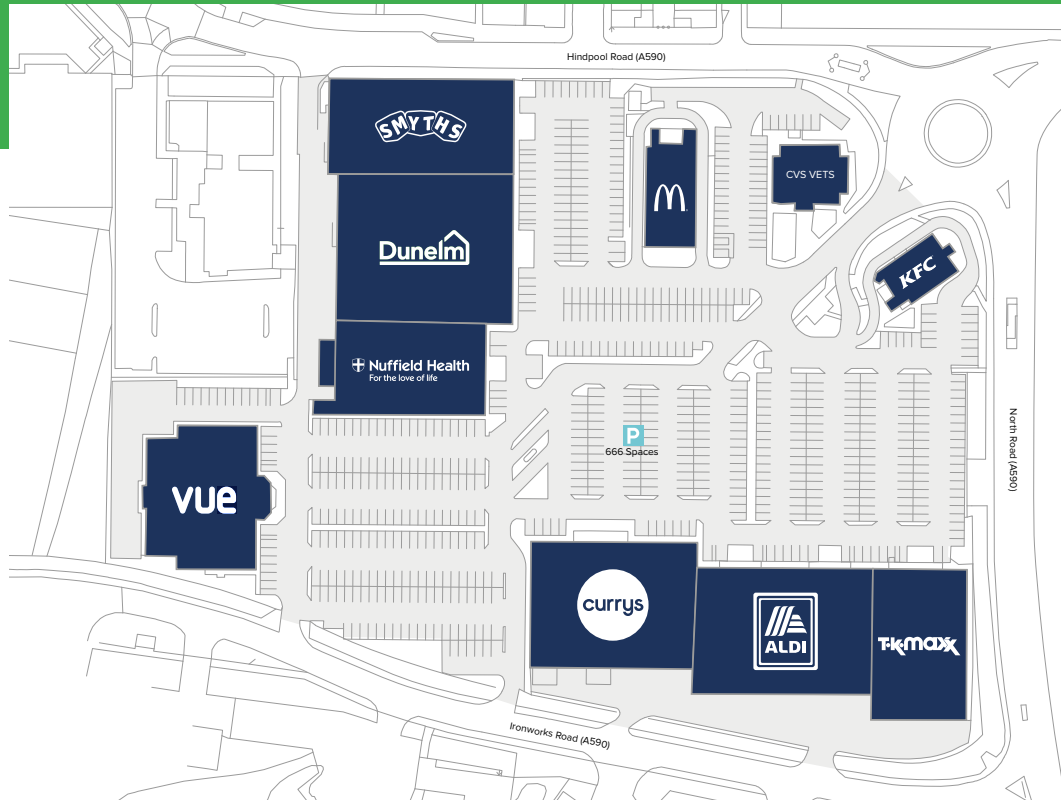 Hindpool Road (A590)
SMYTHS
CVS VETS
Dunelm
KFC
Nuffield Health
For the love of life
P
666 Spaces
North Road (A590)
vue
currys
ALDI
T·K·maxx
Ironworks Road (A590)